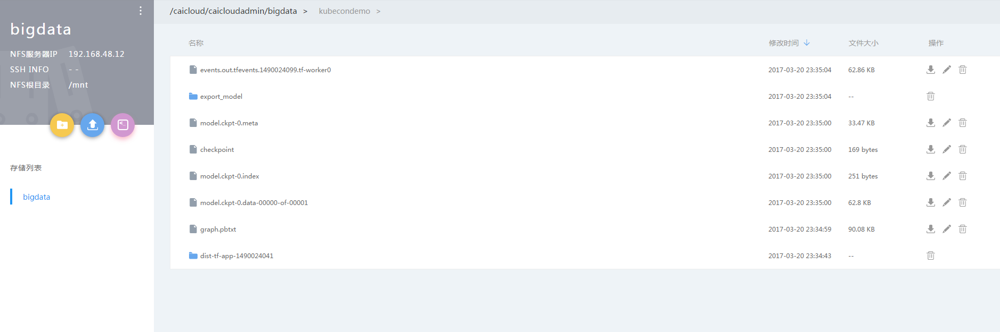 bigdata
NFS服务器IP 192.168.48.12
SSH INFO - -
NFS根目录 /mnt
存储列表
bigdata
/caicloud/caicloudadmin/bigdata > kubecondemo >
名称 修改时间 文件大小 操作
events.out.tfevents.1490024099.tf-worker0 2017-03-20 23:35:04 62.86 KB
export_model 2017-03-20 23:35:04 --
model.ckpt-0.meta 2017-03-20 23:35:00 33.47 KB
checkpoint 2017-03-20 23:35:00 169 bytes
model.ckpt-0.index 2017-03-20 23:35:00 251 bytes
model.ckpt-0.data-00000-of-00001 2017-03-20 23:35:00 62.8 KB
graph.pbtxt 2017-03-20 23:34:59 90.08 KB
dist-tf-app-1490024041 2017-03-20 23:34:43 --